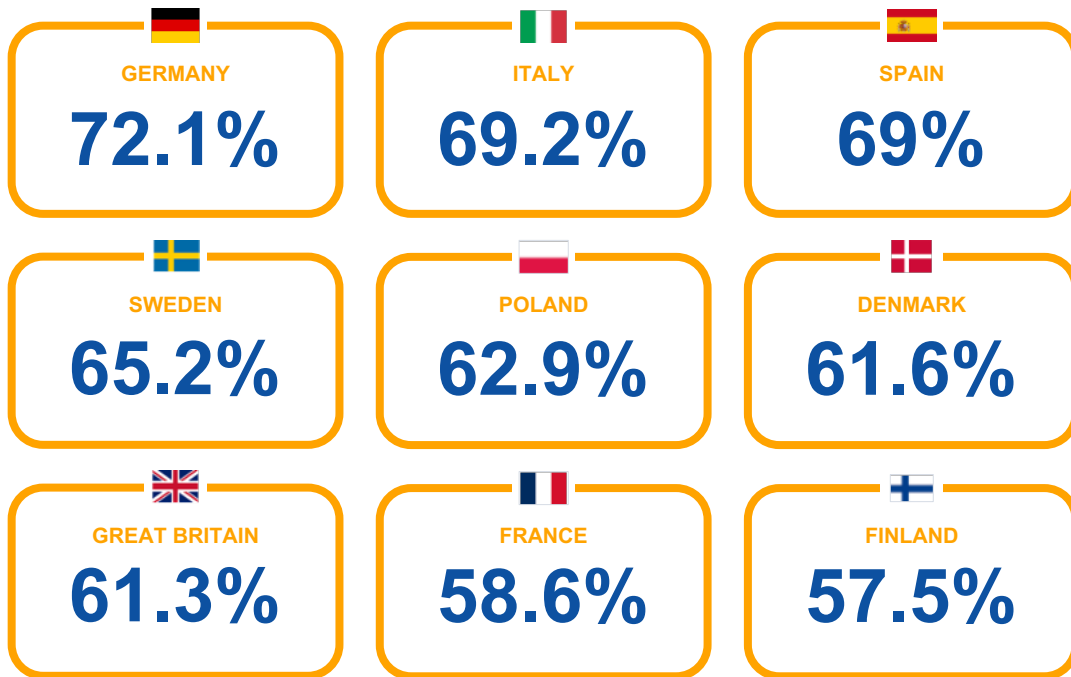 GERMANY
72.1%
ITALY
69.2%
SPAIN
69%
SWEDEN
65.2%
POLAND
62.9%
DENMARK
61.6%
GREAT BRITAIN
61.3%
FRANCE
58.6%
FINLAND
57.5%